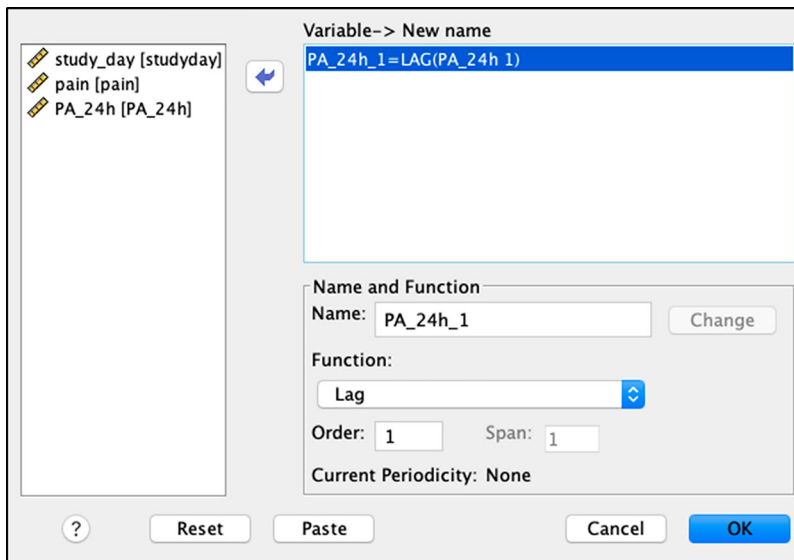 Variable-> New name
study_day [studyday]
pain [pain]
PA_24h [PA_24h]
PA_24h_1=LAG(PA_24h 1)
Name and Function
Name: PA_24h_1 Change
Function:
Lag
Order: 1 Span: 1
Current Periodicity: None
? Reset Paste Cancel OK